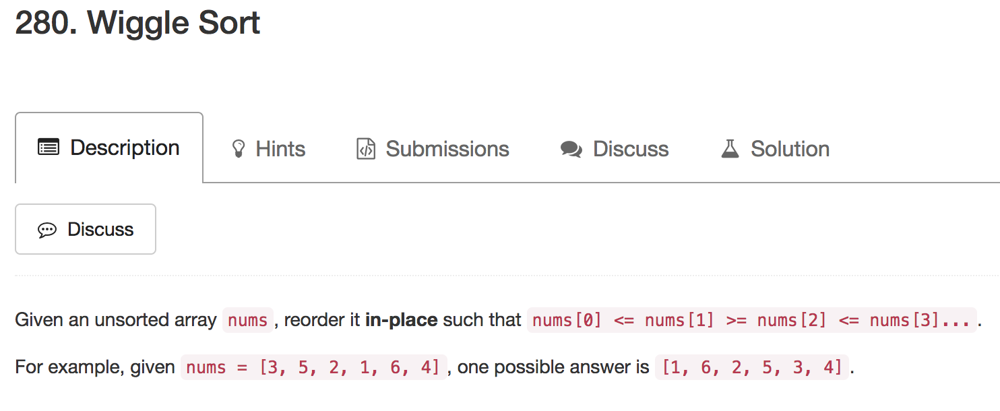 280. Wiggle Sort
Description Hints Submissions Discuss Solution
Discuss
Given an unsorted array nums, reorder it in-place such that nums[0] <= nums[1] >= nums[2] <= nums[3]....
For example, given nums = [3, 5, 2, 1, 6, 4], one possible answer is [1, 6, 2, 5, 3, 4].